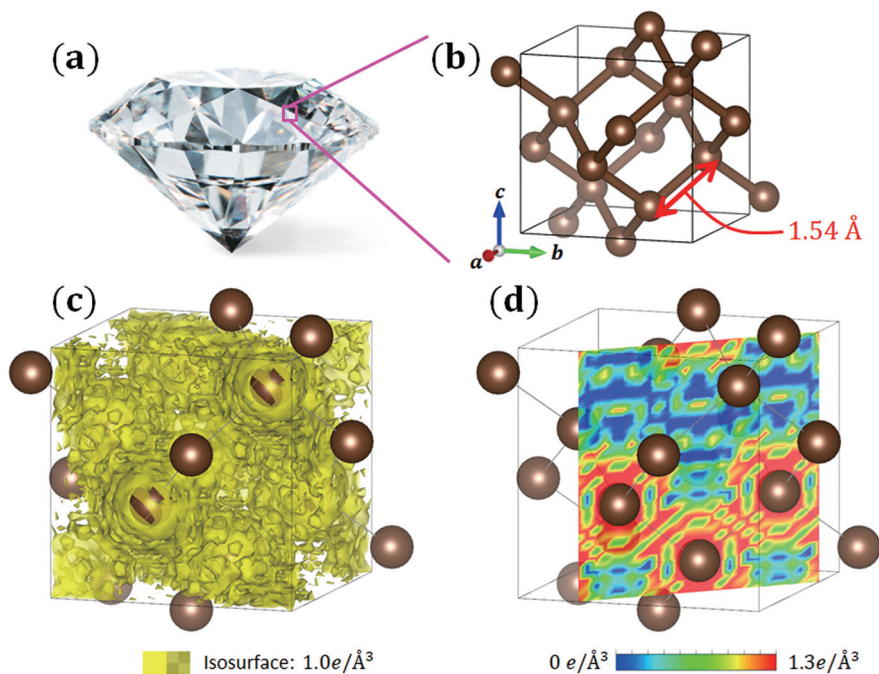 (a)
(b)
c
a
b
1.54 Å
(c)
(d)
Isosurface: 1.0e/Å³
0 e/Å³
1.3e/Å³